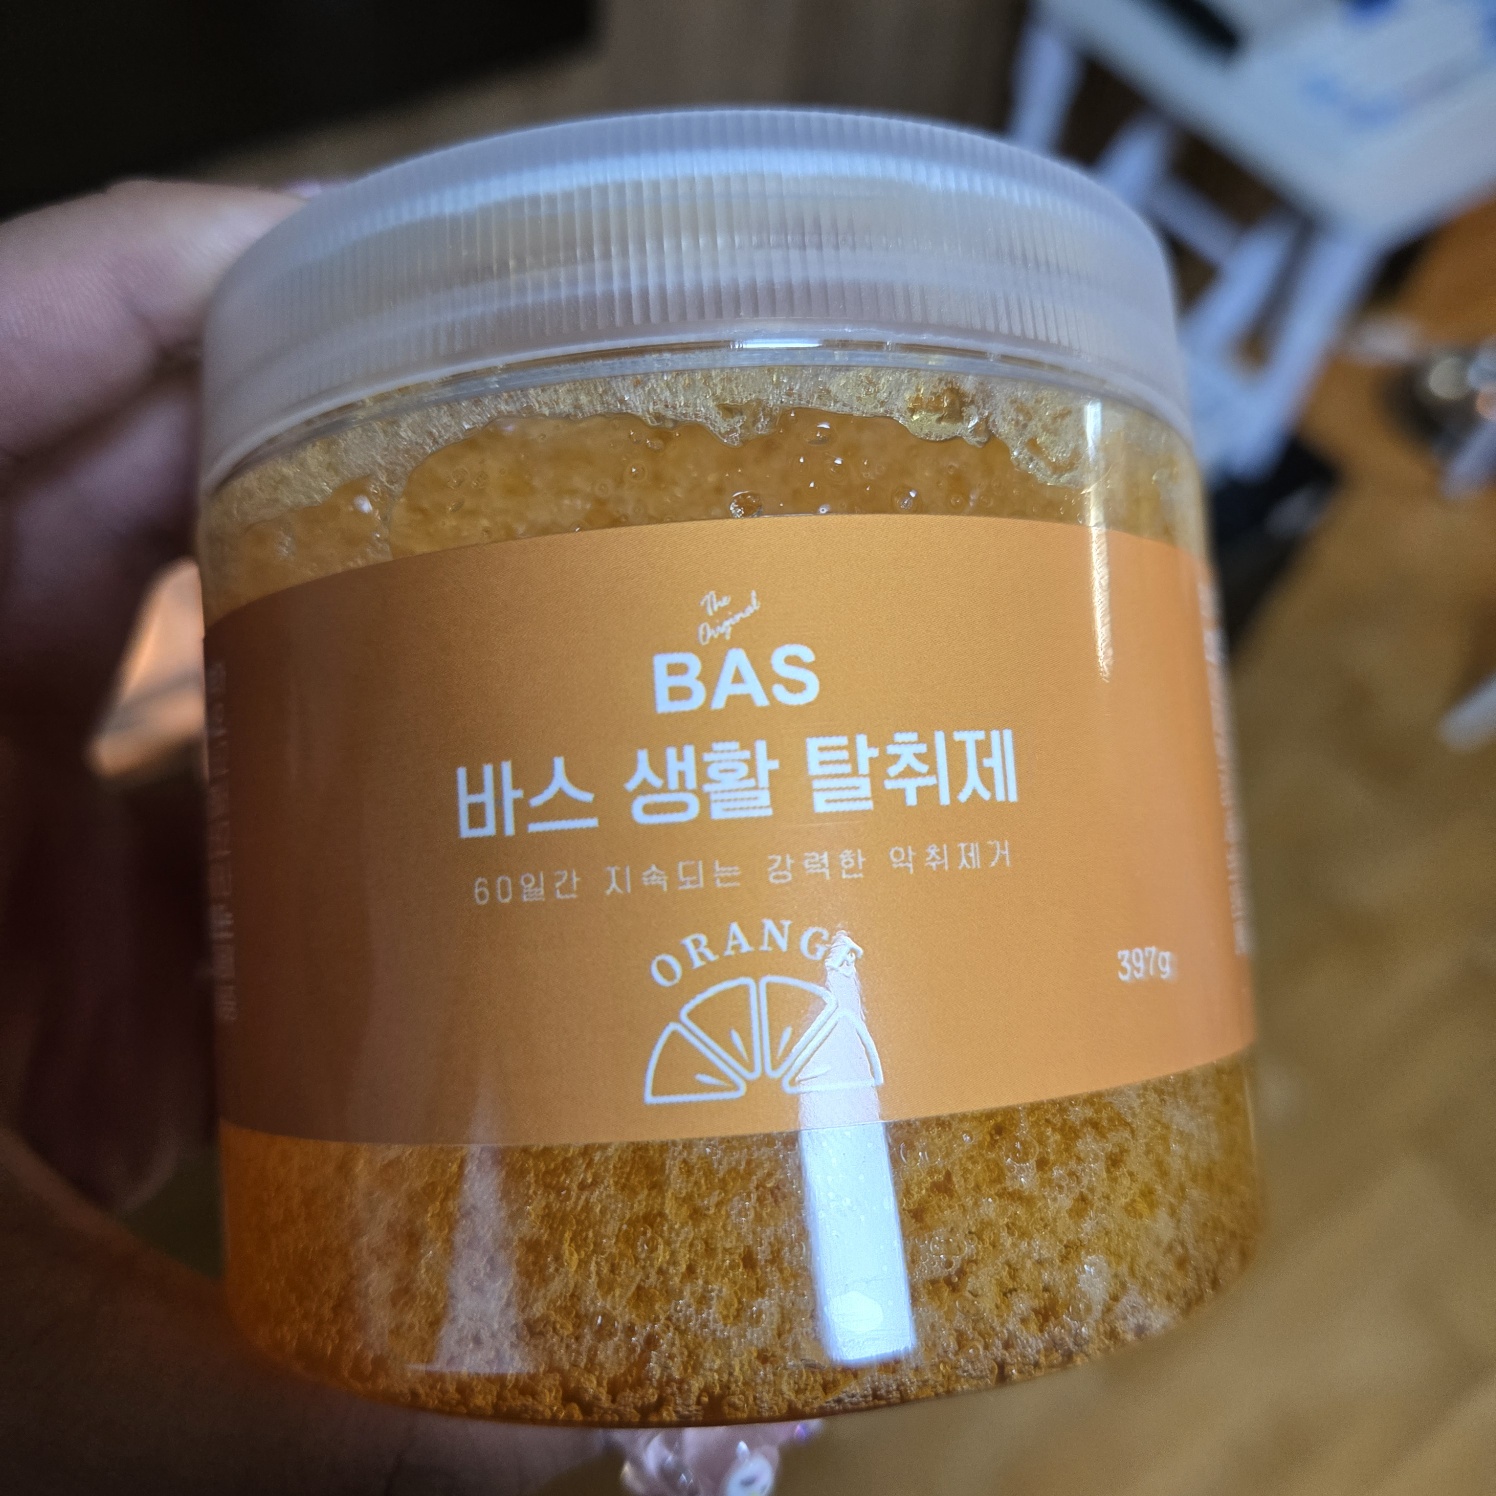 The
Original
BAS
바스 생활 탈취제
60일간 지속되는 강력한 악취제거
ORANGE
397g